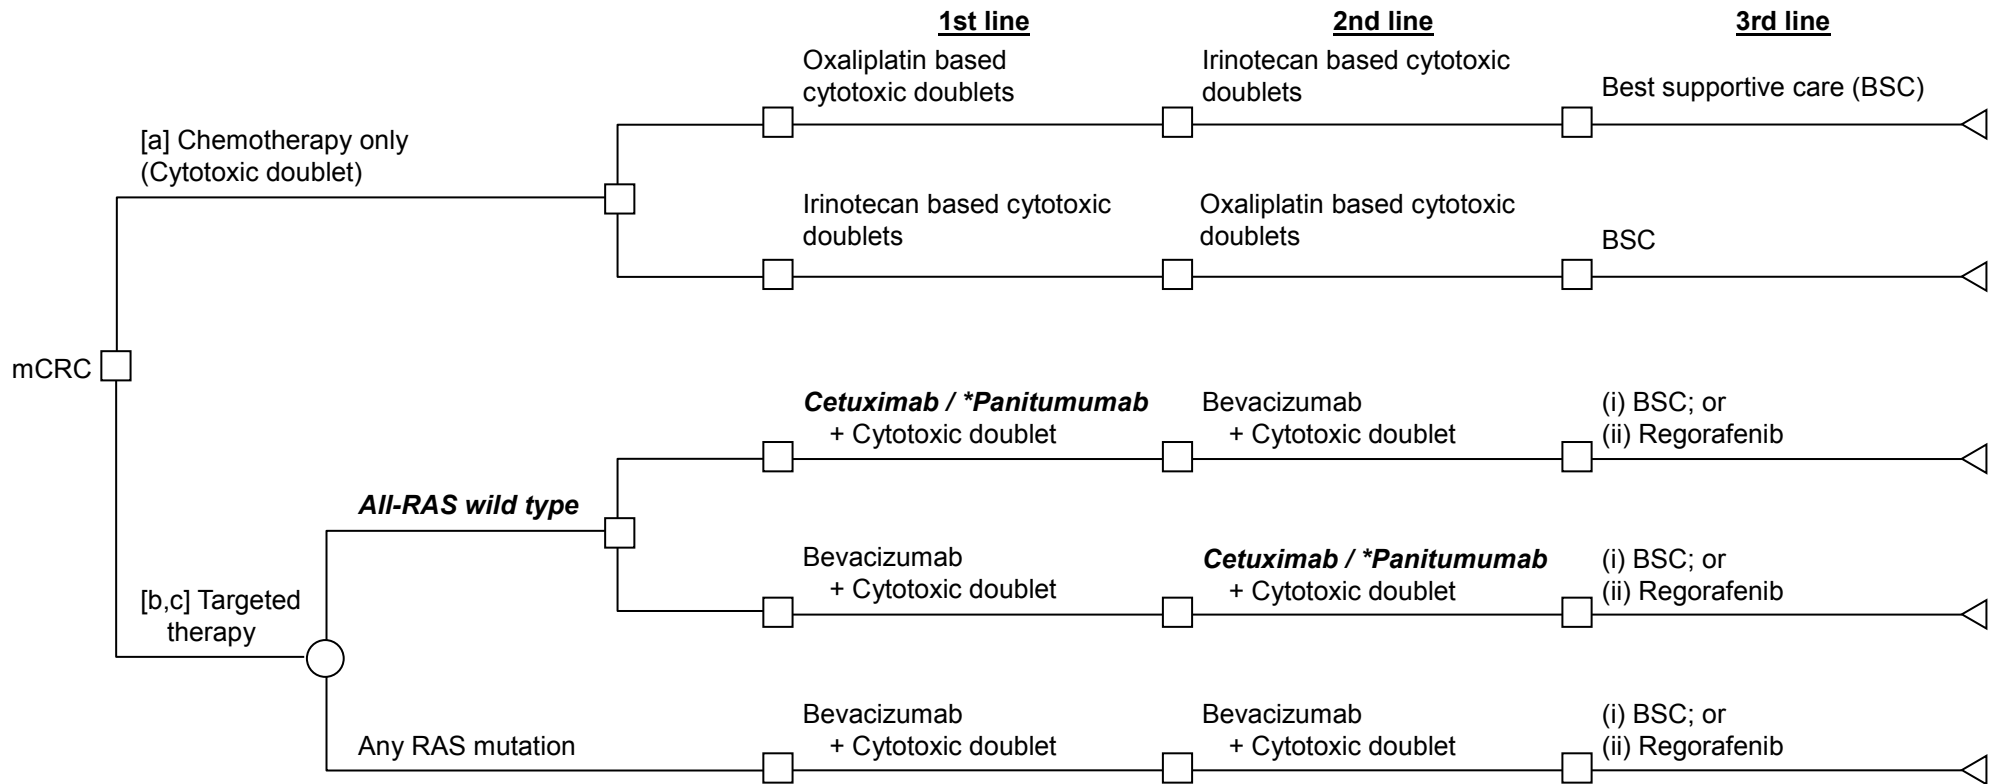 1st line
2nd line
3rd line
Oxaliplatin based
cytotoxic doublets
Irinotecan based cytotoxic
doublets
Best supportive care (BSC)
[a] Chemotherapy only
(Cytotoxic doublet)
Irinotecan based cytotoxic
doublets
Oxaliplatin based cytotoxic
doublets
BSC
mCRC
Cetuximab / *Panitumumab
+ Cytotoxic doublet
Bevacizumab
+ Cytotoxic doublet
(i) BSC; or
(ii) Regorafenib
All-RAS wild type
Bevacizumab
+ Cytotoxic doublet
Cetuximab / *Panitumumab
+ Cytotoxic doublet
(i) BSC; or
(ii) Regorafenib
[b,c] Targeted
therapy
Any RAS mutation
Bevacizumab
+ Cytotoxic doublet
Bevacizumab
+ Cytotoxic doublet
(i) BSC; or
(ii) Regorafenib